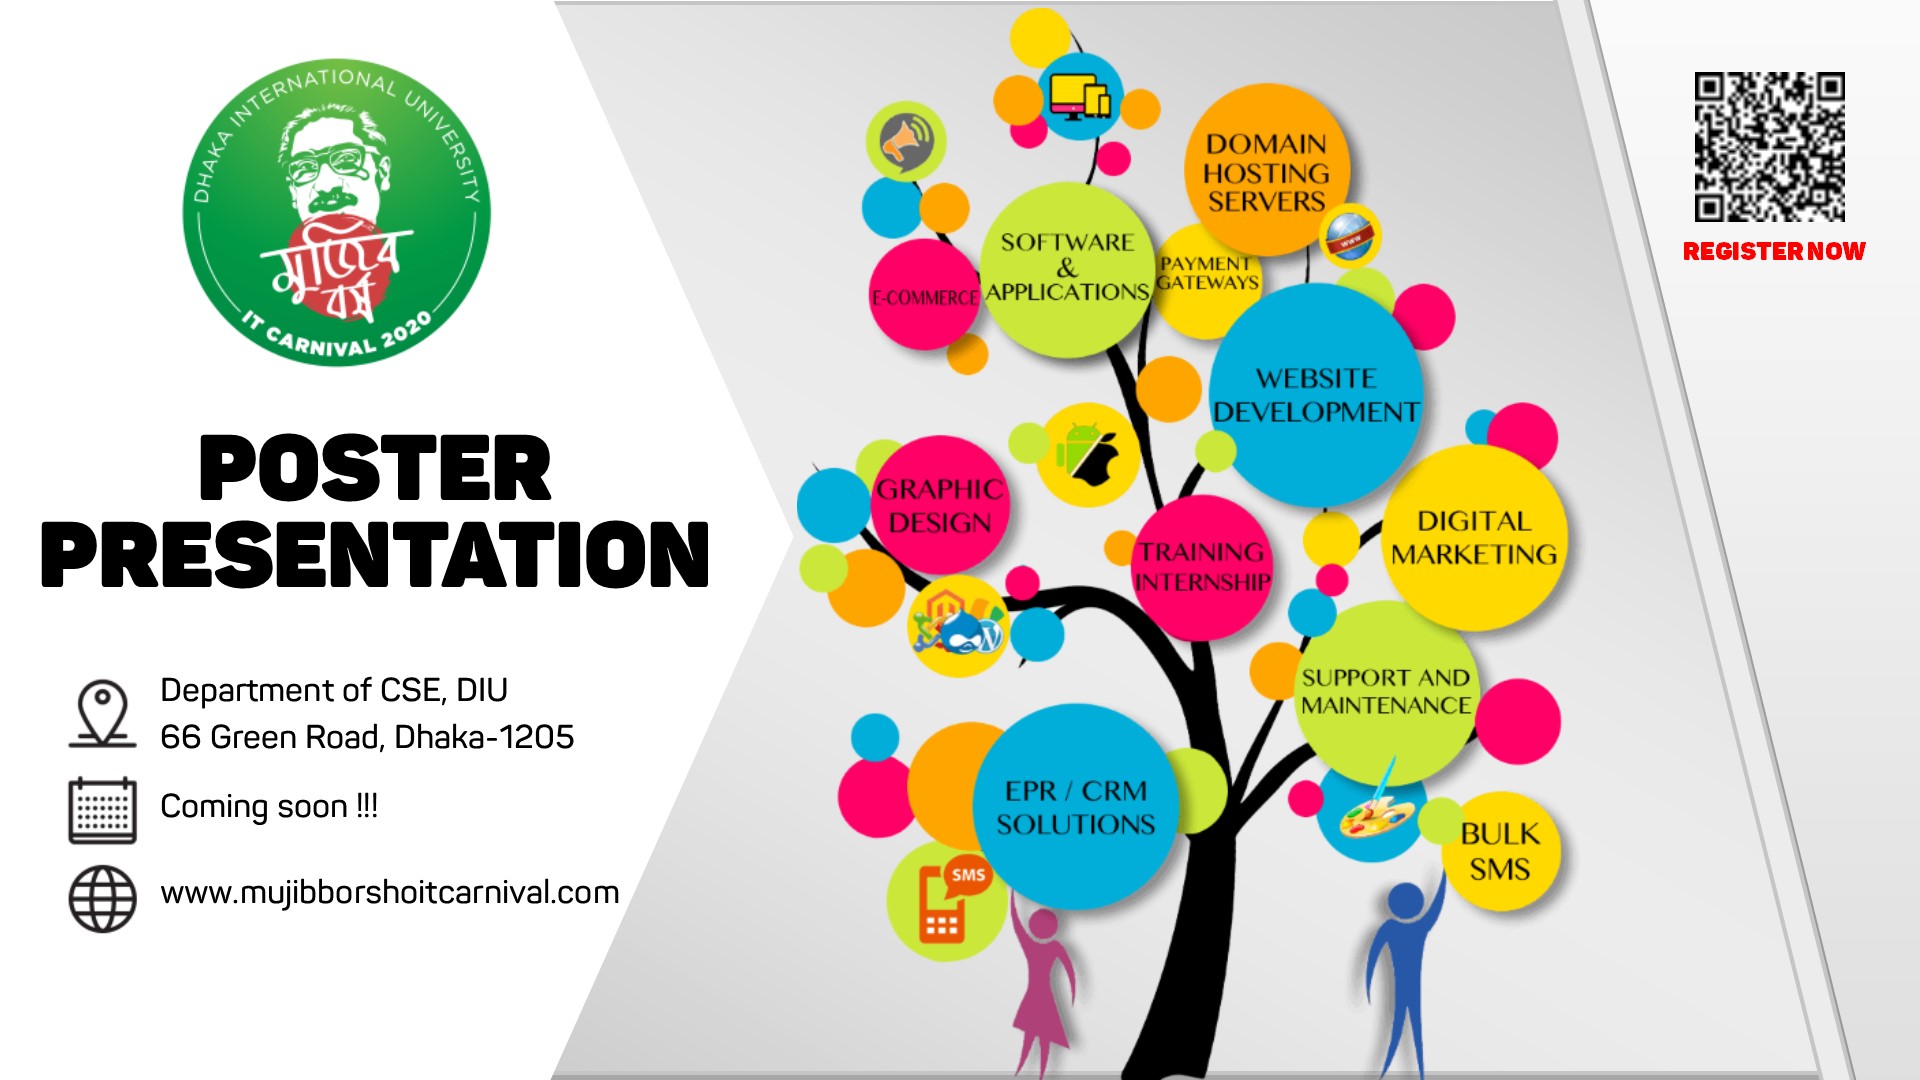 DHAKA INTERNATIONAL UNIVERSITY
মুজিব
বর্ষ
IT CARNIVAL 2020
POSTER
PRESENTATION
Department of CSE, DIU
66 Green Road, Dhaka-1205
Coming soon !!!
www.mujibborshoitcarnival.com
DOMAIN
HOSTING
SERVERS
WWW
SOFTWARE
&
APPLICATIONS
PAYMENT
GATEWAYS
E-COMMERCE
WEBSITE
DEVELOPMENT
GRAPHIC
DESIGN
DIGITAL
MARKETING
TRAINING
INTERNSHIP
W
SUPPORT AND
MAINTENANCE
EPR / CRM
SOLUTIONS
BULK
SMS
SMS
REGISTER NOW